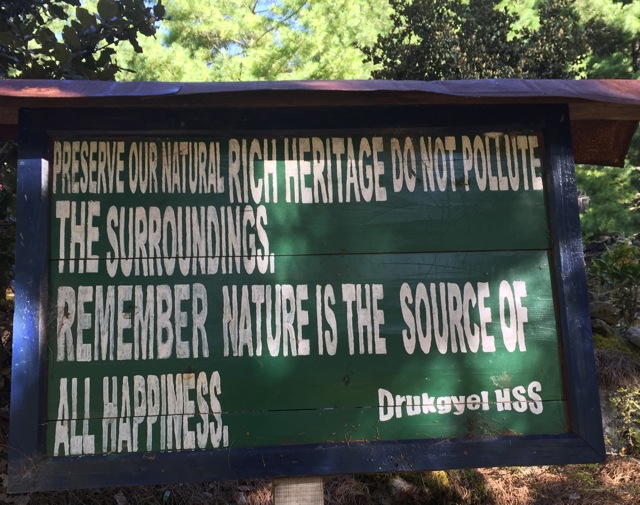 PRESERVE OUR NATURAL RICH HERITAGE DO NOT POLLUTE
THE SURROUNDINGS.
REMEMBER NATURE IS THE SOURCE OF
ALL HAPPINESS.
Drukgyel HSS